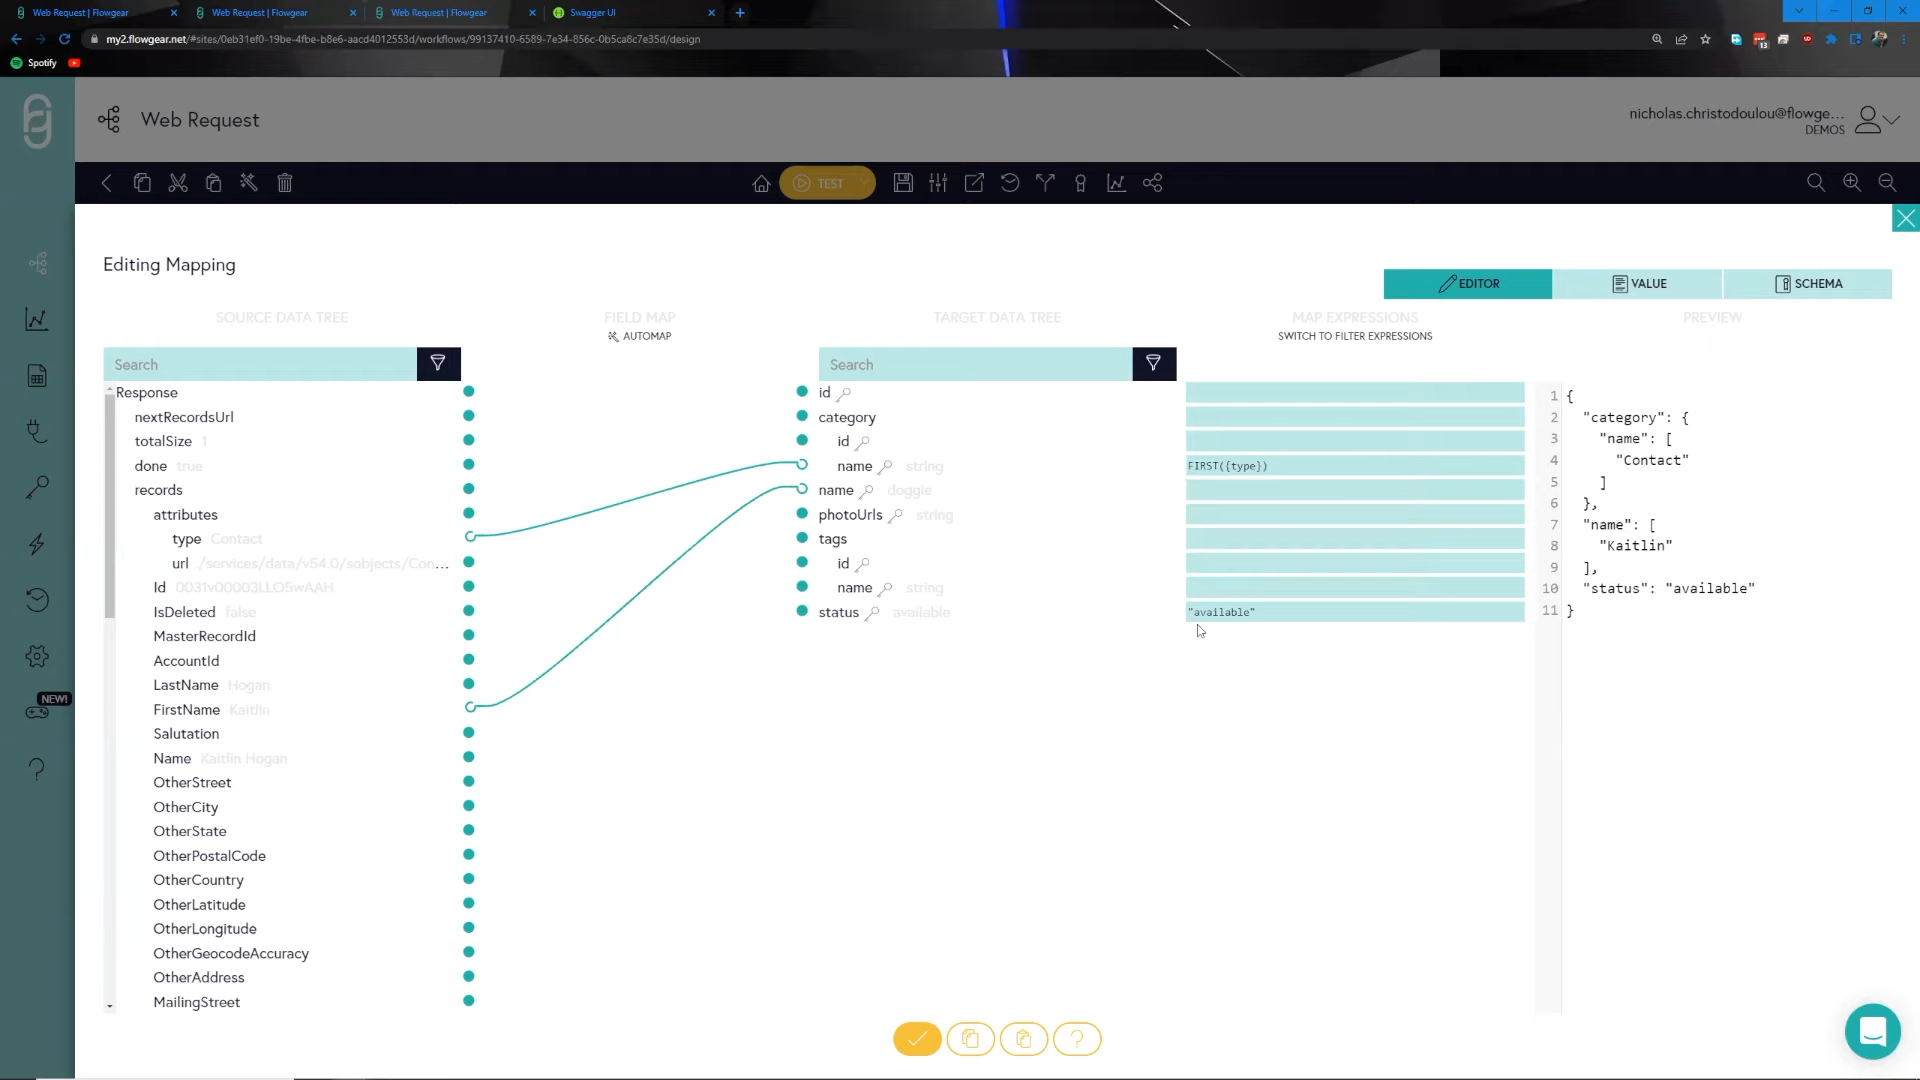 Web Request | Flowgear
Web Request | Flowgear
Web Request | Flowgear
Swagger UI
my2.flowgear.net/#sites/0eb31ef0-19be-4fbe-b8e6-aacd4012553d/workflows/99137410-6589-7e34-856c-0b5ca8c7e35d/design
13
Spotify
Web Request
nicholas.christodoulou@flowge...
DEMOS
TEST
Editing Mapping
EDITOR
VALUE
SCHEMA
SOURCE DATA TREE
FIELD MAP
TARGET DATA TREE
MAP EXPRESSIONS
PREVIEW
AUTOMAP
SWITCH TO FILTER EXPRESSIONS
Search
Search
Response
nextRecordsUrl
totalSize 1
done true
records
attributes
type Contact
url /services/data/v54.0/sobjects/Con...
Id 0031v00003LLO5wAAH
IsDeleted false
MasterRecordId
AccountId
LastName Hogan
FirstName Kaitlin
Salutation
Name Kaitlin Hogan
OtherStreet
OtherCity
OtherState
OtherPostalCode
OtherCountry
OtherLatitude
OtherLongitude
OtherGeocodeAccuracy
OtherAddress
MailingStreet
id
category
id
name string
name doggie
photoUrls string
tags
id
name string
status available
FIRST({type})
"available"
1 {
2 "category": {
3 "name": [
4 "Contact"
5 ]
6 },
7 "name": [
8 "Kaitlin"
9 ],
10 "status": "available"
11 }
NEW!